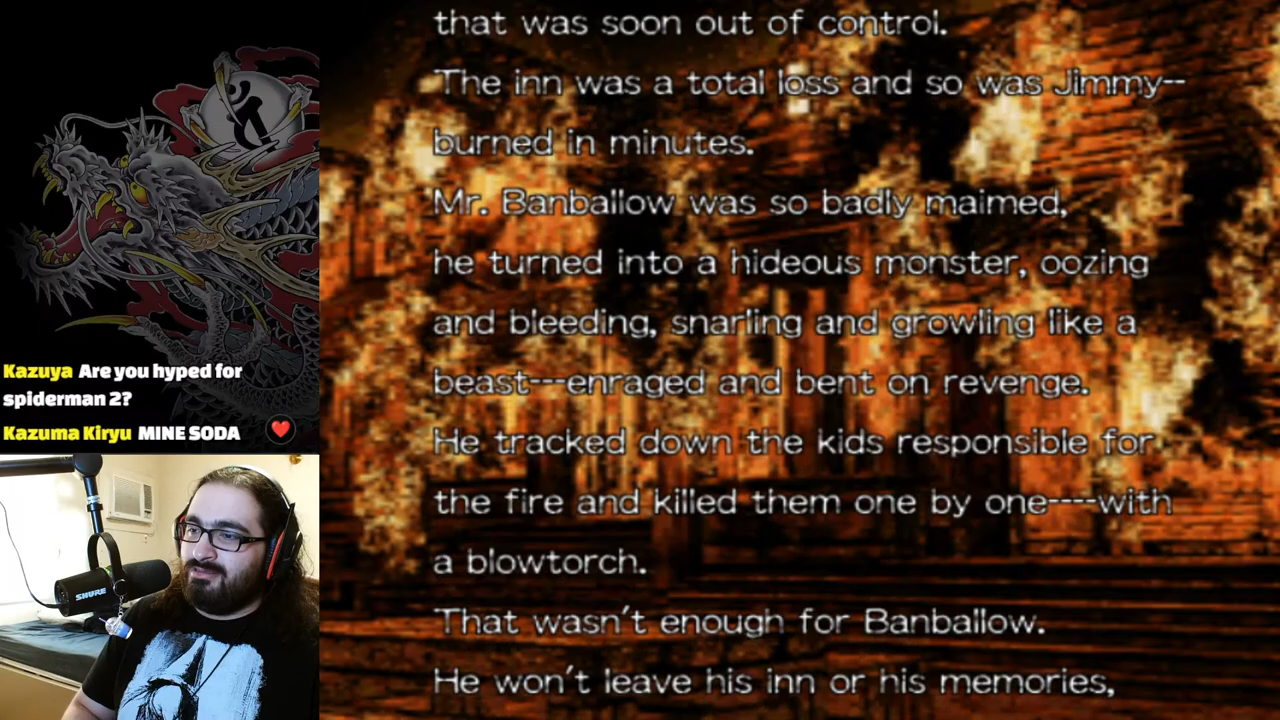 that was soon out of control.
The inn was a total loss and so was Jimmy--
burned in minutes.
Mr. Banballow was so badly maimed,
he turned into a hideous monster, oozing
and bleeding, snarling and growling like a
beast---enraged and bent on revenge.
He tracked down the kids responsible for
the fire and killed them one by one----with
a blowtorch.
That wasn't enough for Banballow.
He won't leave his inn or his memories,
Kazuya Are you hyped for
spiderman 2?
Kazuma Kiryu MINE SODA
SHURE